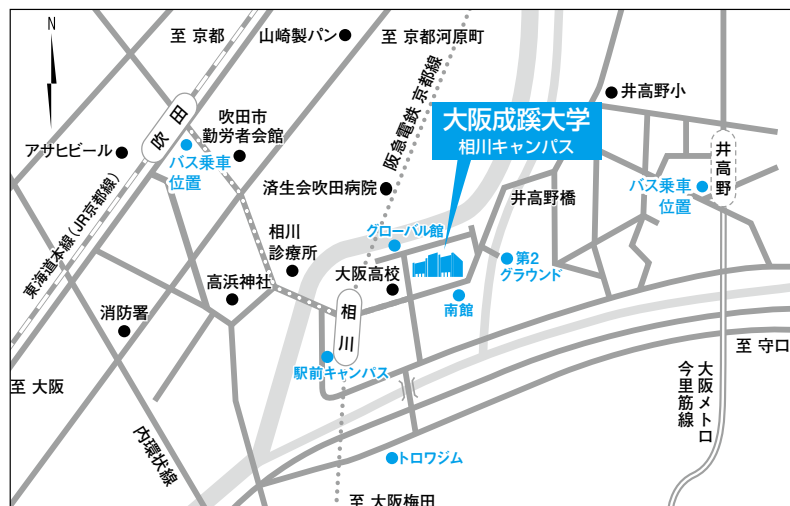 N
至 京都
山崎製パン
至 京都河原町
井高野小
大阪成蹊大学
相川キャンパス
吹田
吹田市
勤労者会館
アサヒビール
バス乗車
位置
阪急電鉄 京都線
済生会吹田病院
井高野橋
井高野
バス乗車
位置
東海道本線(JR京都線)
相川
診療所
グローバル館
高浜神社
大阪高校
第2
グラウンド
南館
消防署
相川
駅前キャンパス
至 大阪
至 守口
大阪メトロ
今里筋線
内環状線
トロワジム
至 大阪梅田